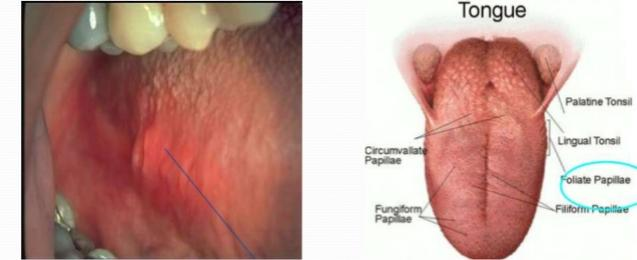 Tongue
Palatine Tonsil
Lingual Tonsil
Circumvallate
Papillae
Foliate Papillae
Fungiform
Papillae
Filiform Papillae